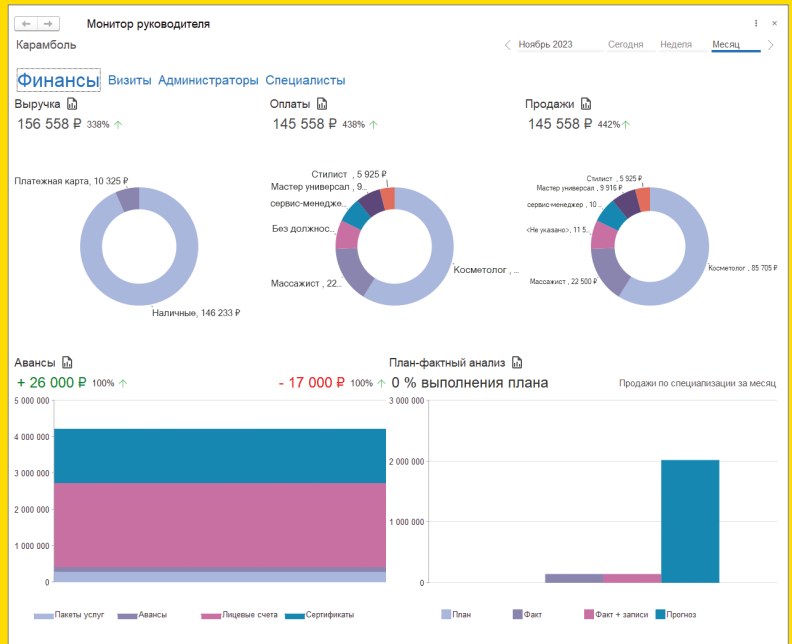 Монитор руководителя
Карамболь
Ноябрь 2023 Сегодня Неделя Месяц
Финансы Визиты Администраторы Специалисты
Выручка
156 558 ₽ 338% ↑
Платежная карта, 10 325 ₽
Наличные, 146 233 ₽
Оплаты
145 558 ₽ 438% ↑
Стилист , 5 925 ₽
Мастер универсал , 9...
сервис-менедже...
Без должнос...
Массажист , 22...
Косметолог , ...
Продажи
145 558 ₽ 442% ↑
Стилист , 5 925 ₽
Мастер универсал , 9 916 ₽
сервис-менеджер , 10 ...
<Не указано>, 11 5...
Массажист , 22 500 ₽
Косметолог , 85 705 ₽
Авансы
+ 26 000 ₽ 100% ↑ - 17 000 ₽ 100% ↑
5 000 000
4 000 000
3 000 000
2 000 000
1 000 000
0
Пакеты услуг Авансы Лицевые счета Сертификаты
План-фактный анализ
0 % выполнения плана Продажи по специализации за месяц
3 000 000
2 000 000
1 000 000
0
План Факт Факт + записи Прогноз